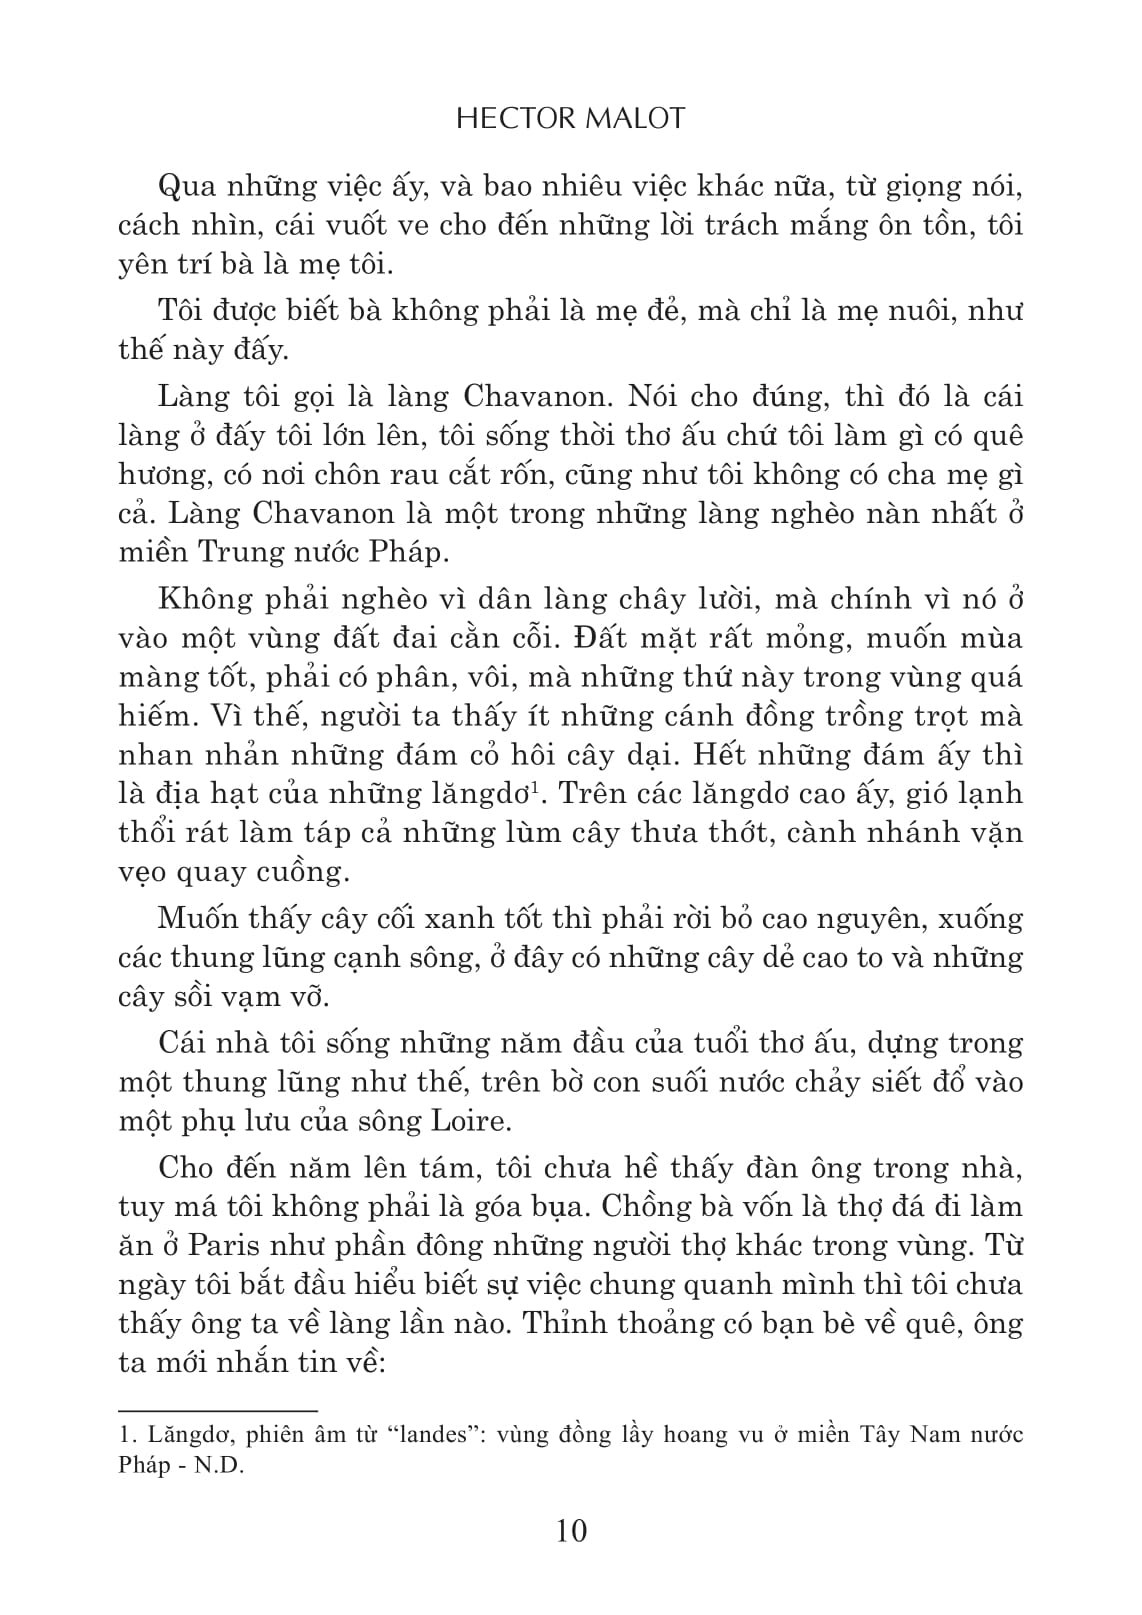 HECTOR MALOT
Qua những việc ấy, và bao nhiêu việc khác nữa, từ giọng nói,
cách nhìn, cái vuốt ve cho đến những lời trách mắng ôn tồn, tôi
yên trí bà là mẹ tôi.
Tôi được biết bà không phải là mẹ đẻ, mà chỉ là mẹ nuôi, như
thế này đấy.
Làng tôi gọi là làng Chavanon. Nói cho đúng, thì đó là cái
làng ở đấy tôi lớn lên, tôi sống thời thơ ấu chứ tôi làm gì có quê
hương, có nơi chôn rau cắt rốn, cũng như tôi không có cha mẹ gì
cả. Làng Chavanon là một trong những làng nghèo nàn nhất ở
miền Trung nước Pháp.
Không phải nghèo vì dân làng chây lười, mà chính vì nó ở
vào một vùng đất đai cằn cỗi. Đất mặt rất mỏng, muốn mùa
màng tốt, phải có phân, vôi, mà những thứ này trong vùng quá
hiếm. Vì thế, người ta thấy ít những cánh đồng trồng trọt mà
nhan nhản những đám cỏ hôi cây dại. Hết những đám ấy thì
là địa hạt của những lăngdơ¹. Trên các lăngdơ cao ấy, gió lạnh
thổi rát làm táp cả những lùm cây thưa thớt, cành nhánh vặn
vẹo quay cuồng.
Muốn thấy cây cối xanh tốt thì phải rời bỏ cao nguyên, xuống
các thung lũng cạnh sông, ở đây có những cây dẻ cao to và những
cây sồi vạm vỡ.
Cái nhà tôi sống những năm đầu của tuổi thơ ấu, dựng trong
một thung lũng như thế, trên bờ con suối nước chảy siết đổ vào
một phụ lưu của sông Loire.
Cho đến năm lên tám, tôi chưa hề thấy đàn ông trong nhà,
tuy má tôi không phải là góa bụa. Chồng bà vốn là thợ đá đi làm
ăn ở Paris như phần đông những người thợ khác trong vùng. Từ
ngày tôi bắt đầu hiểu biết sự việc chung quanh mình thì tôi chưa
thấy ông ta về làng lần nào. Thỉnh thoảng có bạn bè về quê, ông
ta mới nhắn tin về:
1. Lăngdơ, phiên âm từ “landes”: vùng đồng lầy hoang vu ở miền Tây Nam nước
Pháp - N.D.
10